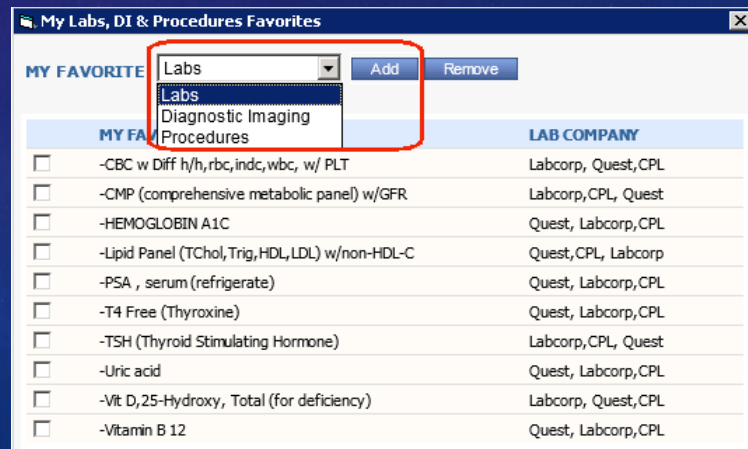 My Labs, DI & Procedures Favorites
MY FAVORITE Labs Add Remove
Labs
Diagnostic Imaging
Procedures
MY FA LAB COMPANY
-CBC w Diff h/h,rbc,indc,wbc, w/ PLT Labcorp, Quest,CPL
-CMP (comprehensive metabolic panel) w/GFR Labcorp,CPL, Quest
-HEMOGLOBIN A1C Quest, Labcorp,CPL
-Lipid Panel (TChol,Trig,HDL,LDL) w/non-HDL-C Quest,CPL, Labcorp
-PSA , serum (refrigerate) Quest, Labcorp,CPL
-T4 Free (Thyroxine) Quest, Labcorp,CPL
-TSH (Thyroid Stimulating Hormone) Labcorp,CPL, Quest
-Uric acid Quest, Labcorp,CPL
-Vit D,25-Hydroxy, Total (for deficiency) Labcorp, Quest,CPL
-Vitamin B 12 Quest, Labcorp,CPL